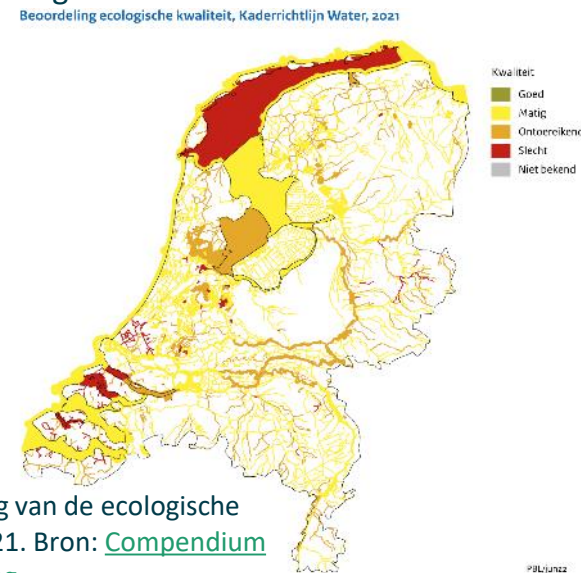 Beoordeling ecologische kwaliteit, Kaderrichtlijn Water, 2021
Kwaliteit
Goed
Matig
Ontoereikend
Slecht
Niet bekend
g van de ecologische
21. Bron: Compendium
PBL/jun22